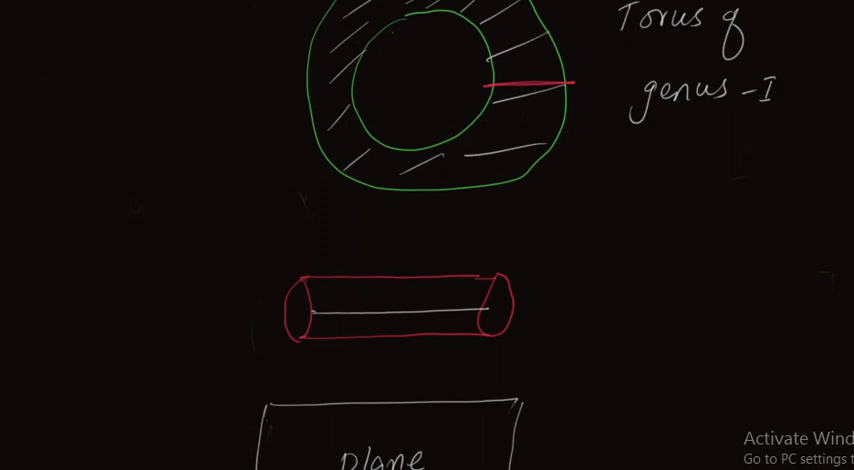 Torus of
genus-I
plane
Activate Wind
Go to PC settings t